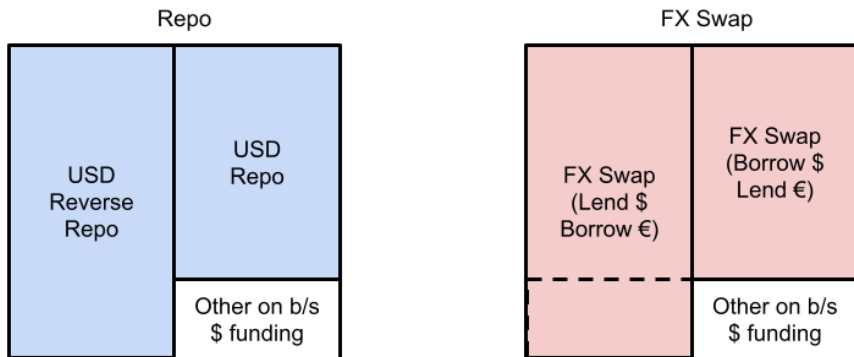 Repo
USD
Reverse
Repo
USD
Repo
Other on b/s
$ funding
FX Swap
FX Swap
(Lend $
Borrow €)
FX Swap
(Borrow $
Lend €)
Other on b/s
$ funding